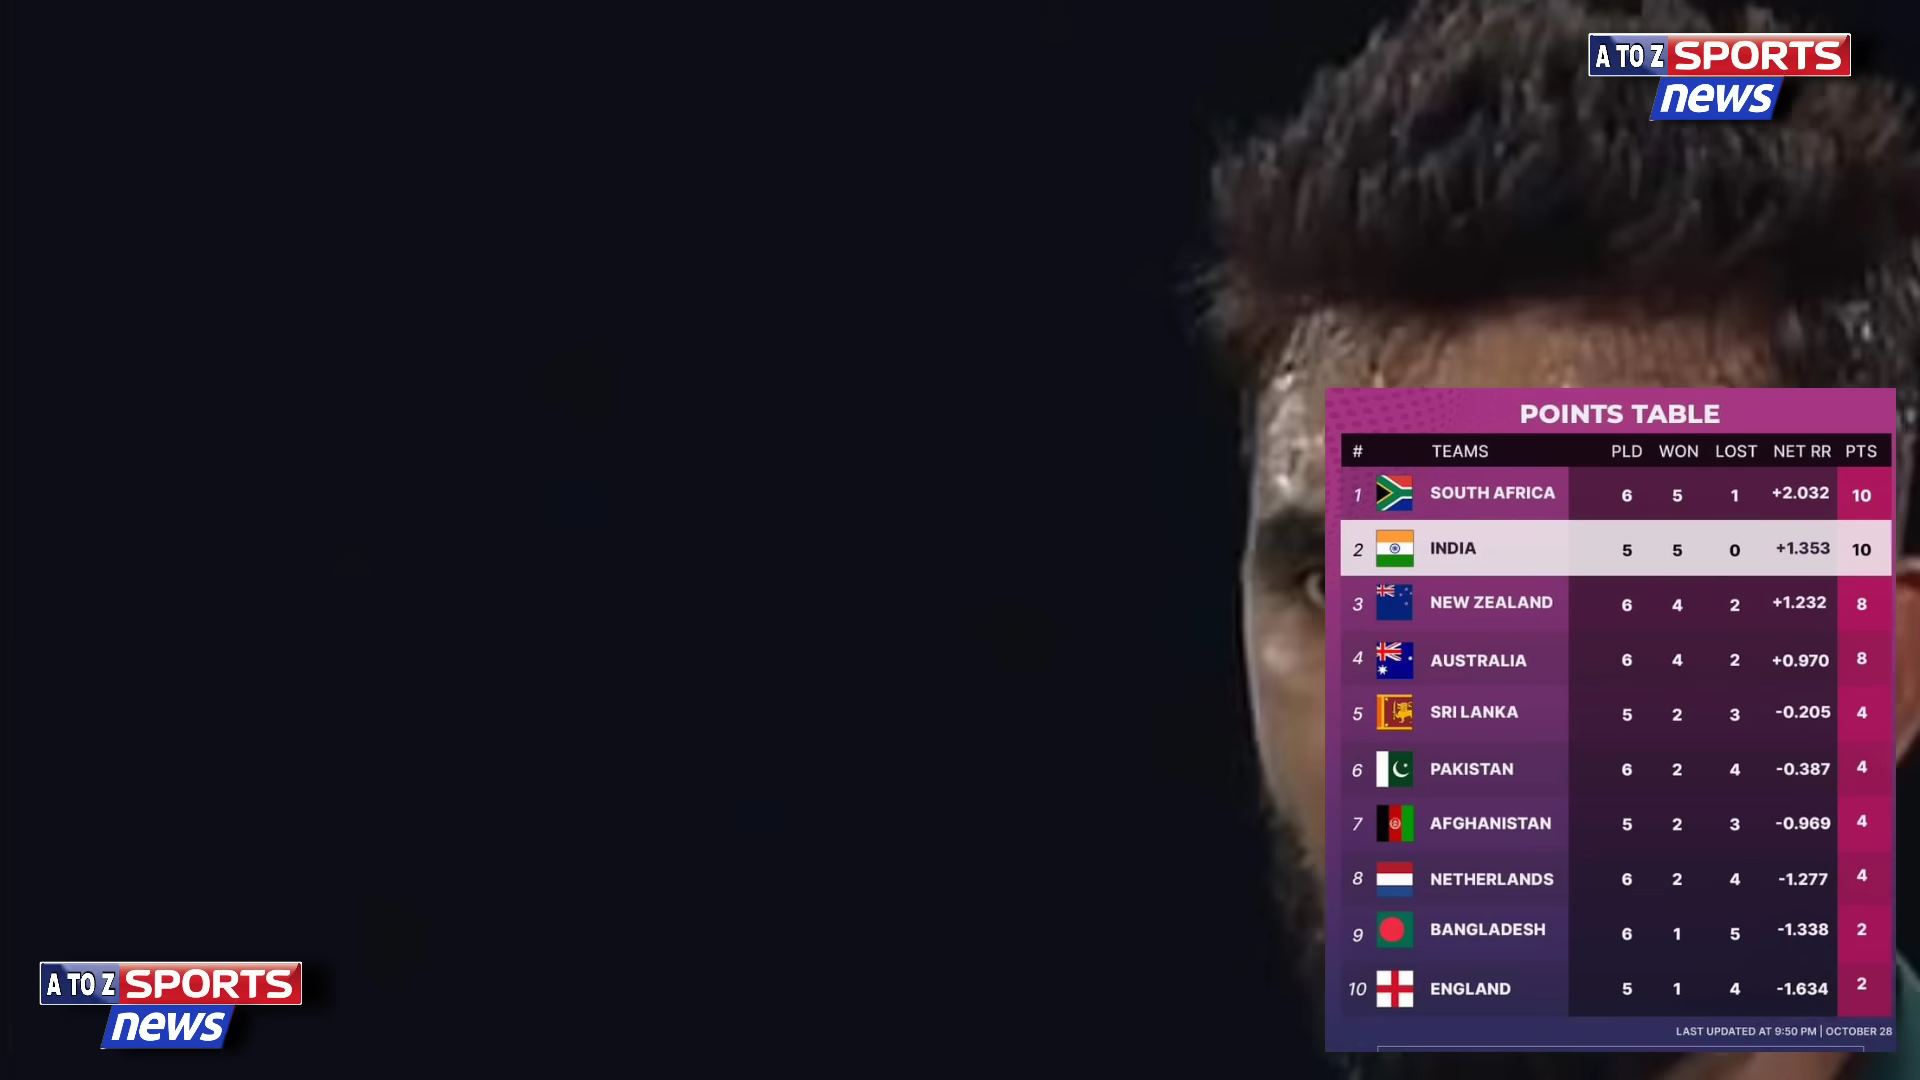 A TO Z SPORTS
news
POINTS TABLE
# TEAMS PLD WON LOST NET RR PTS
1 SOUTH AFRICA 6 5 1 +2.032 10
2 INDIA 5 5 0 +1.353 10
3 NEW ZEALAND 6 4 2 +1.232 8
4 AUSTRALIA 6 4 2 +0.970 8
5 SRI LANKA 5 2 3 -0.205 4
6 PAKISTAN 6 2 4 -0.387 4
7 AFGHANISTAN 5 2 3 -0.969 4
8 NETHERLANDS 6 2 4 -1.277 4
9 BANGLADESH 6 1 5 -1.338 2
10 ENGLAND 5 1 4 -1.634 2
LAST UPDATED AT 9:50 PM | OCTOBER 28
A TO Z SPORTS
news